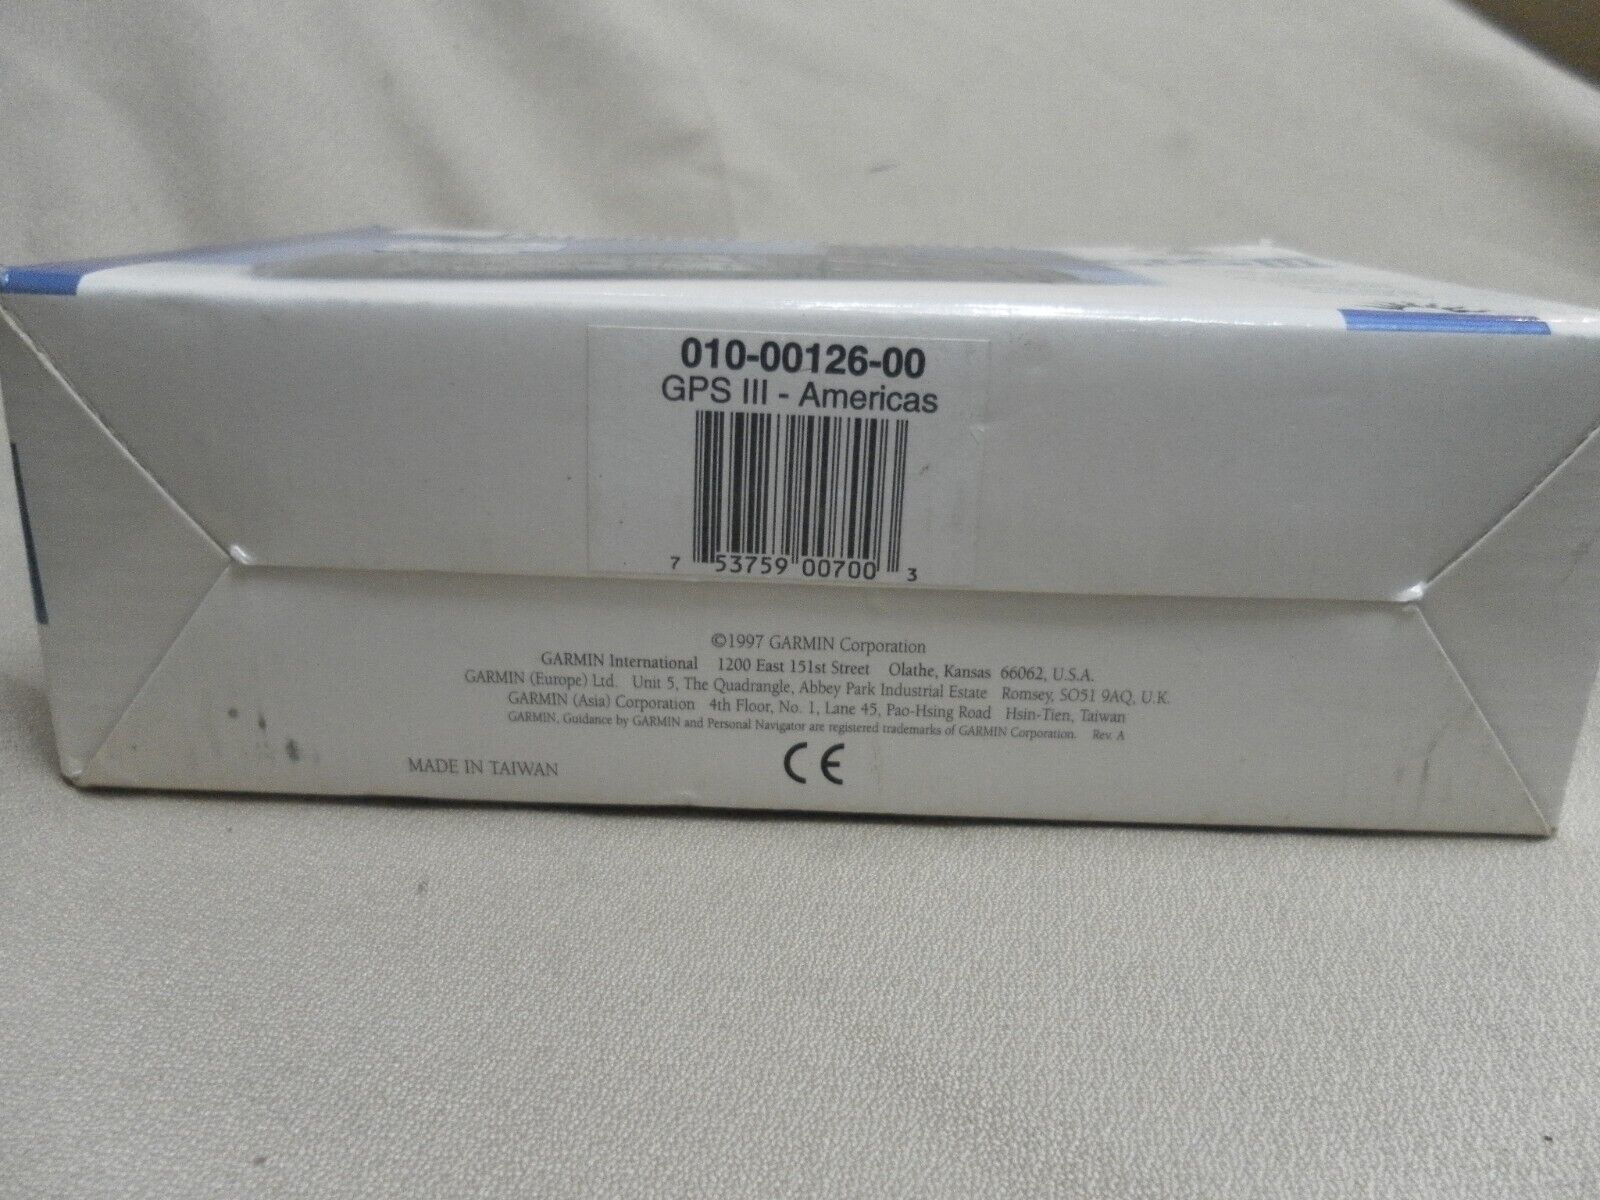 010-00126-00
GPS III - Americas
7 53759 00700 3
©1997 GARMIN Corporation
GARMIN International 1200 East 151st Street Olathe, Kansas 66062, U.S.A.
GARMIN (Europe) Ltd. Unit 5, The Quadrangle, Abbey Park Industrial Estate Romsey, SO51 9AQ, U.K.
GARMIN (Asia) Corporation 4th Floor, No. 1, Lane 45, Pao-Hsing Road Hsin-Tien, Taiwan
GARMIN, Guidance by GARMIN and Personal Navigator are registered trademarks of GARMIN Corporation. Rev. A
MADE IN TAIWAN
CE